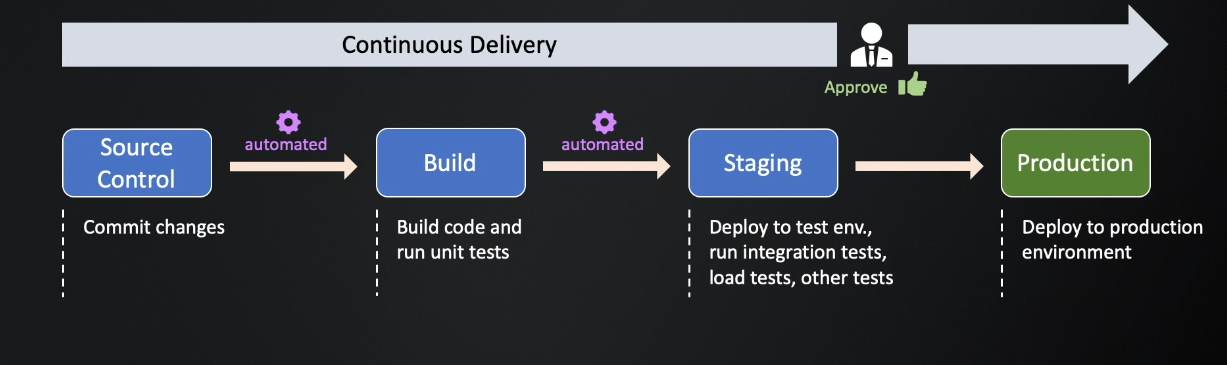 Continuous Delivery
Approve
automated
automated
Source
Control
Build
Staging
Production
Commit changes
Build code and
run unit tests
Deploy to test env.,
run integration tests,
load tests, other tests
Deploy to production
environment